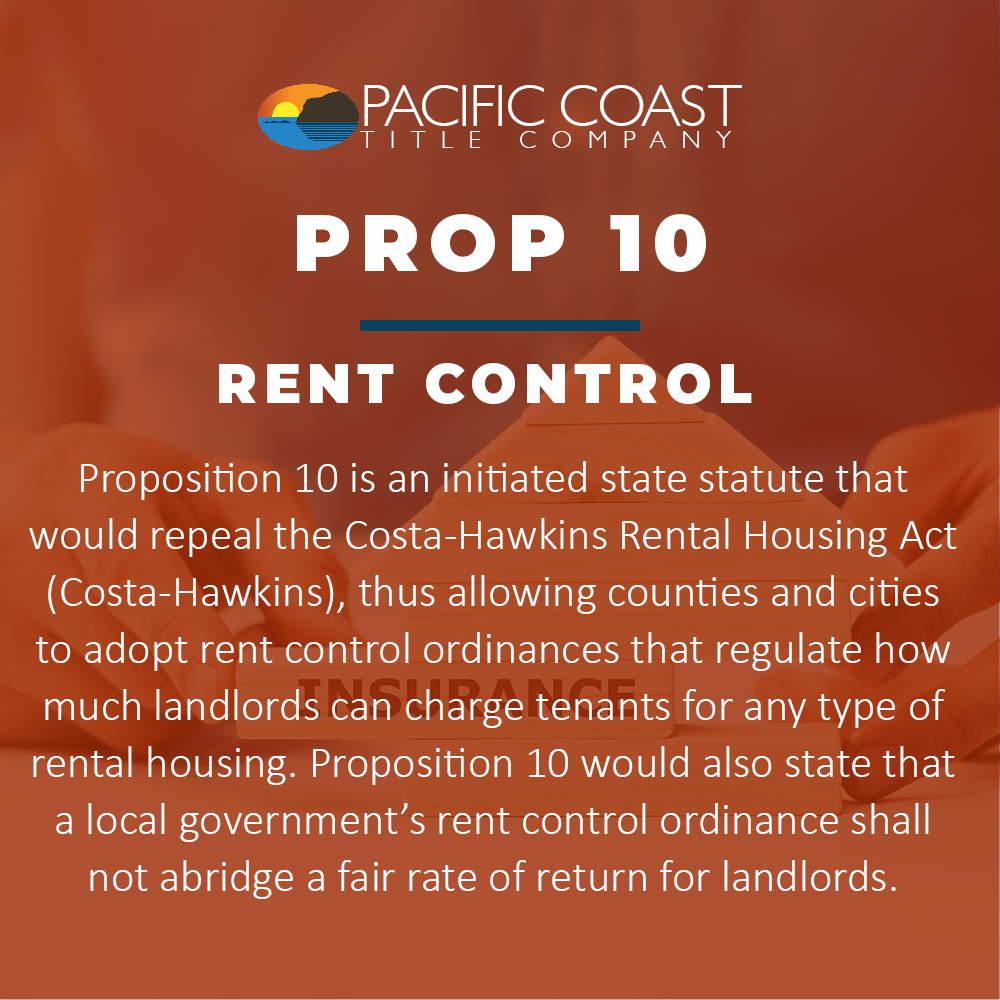 PACIFIC COAST
TITLE COMPANY
PROP 10
RENT CONTROL
Proposition 10 is an initiated state statute that
would repeal the Costa-Hawkins Rental Housing Act
(Costa-Hawkins), thus allowing counties and cities
to adopt rent control ordinances that regulate how
INSURANCE
much landlords can charge tenants for any type of
rental housing. Proposition 10 would also state that
a local government’s rent control ordinance shall
not abridge a fair rate of return for landlords.